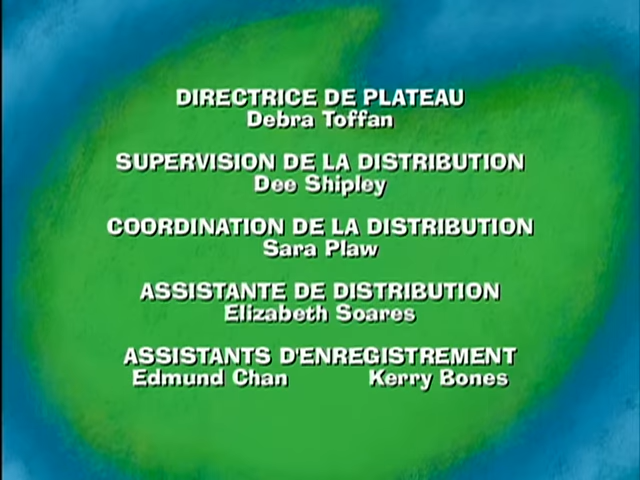 DIRECTRICE DE PLATEAU
Debra Toffan
SUPERVISION DE LA DISTRIBUTION
Dee Shipley
COORDINATION DE LA DISTRIBUTION
Sara Plaw
ASSISTANTE DE DISTRIBUTION
Elizabeth Soares
ASSISTANTS D'ENREGISTREMENT
Edmund Chan Kerry Bones